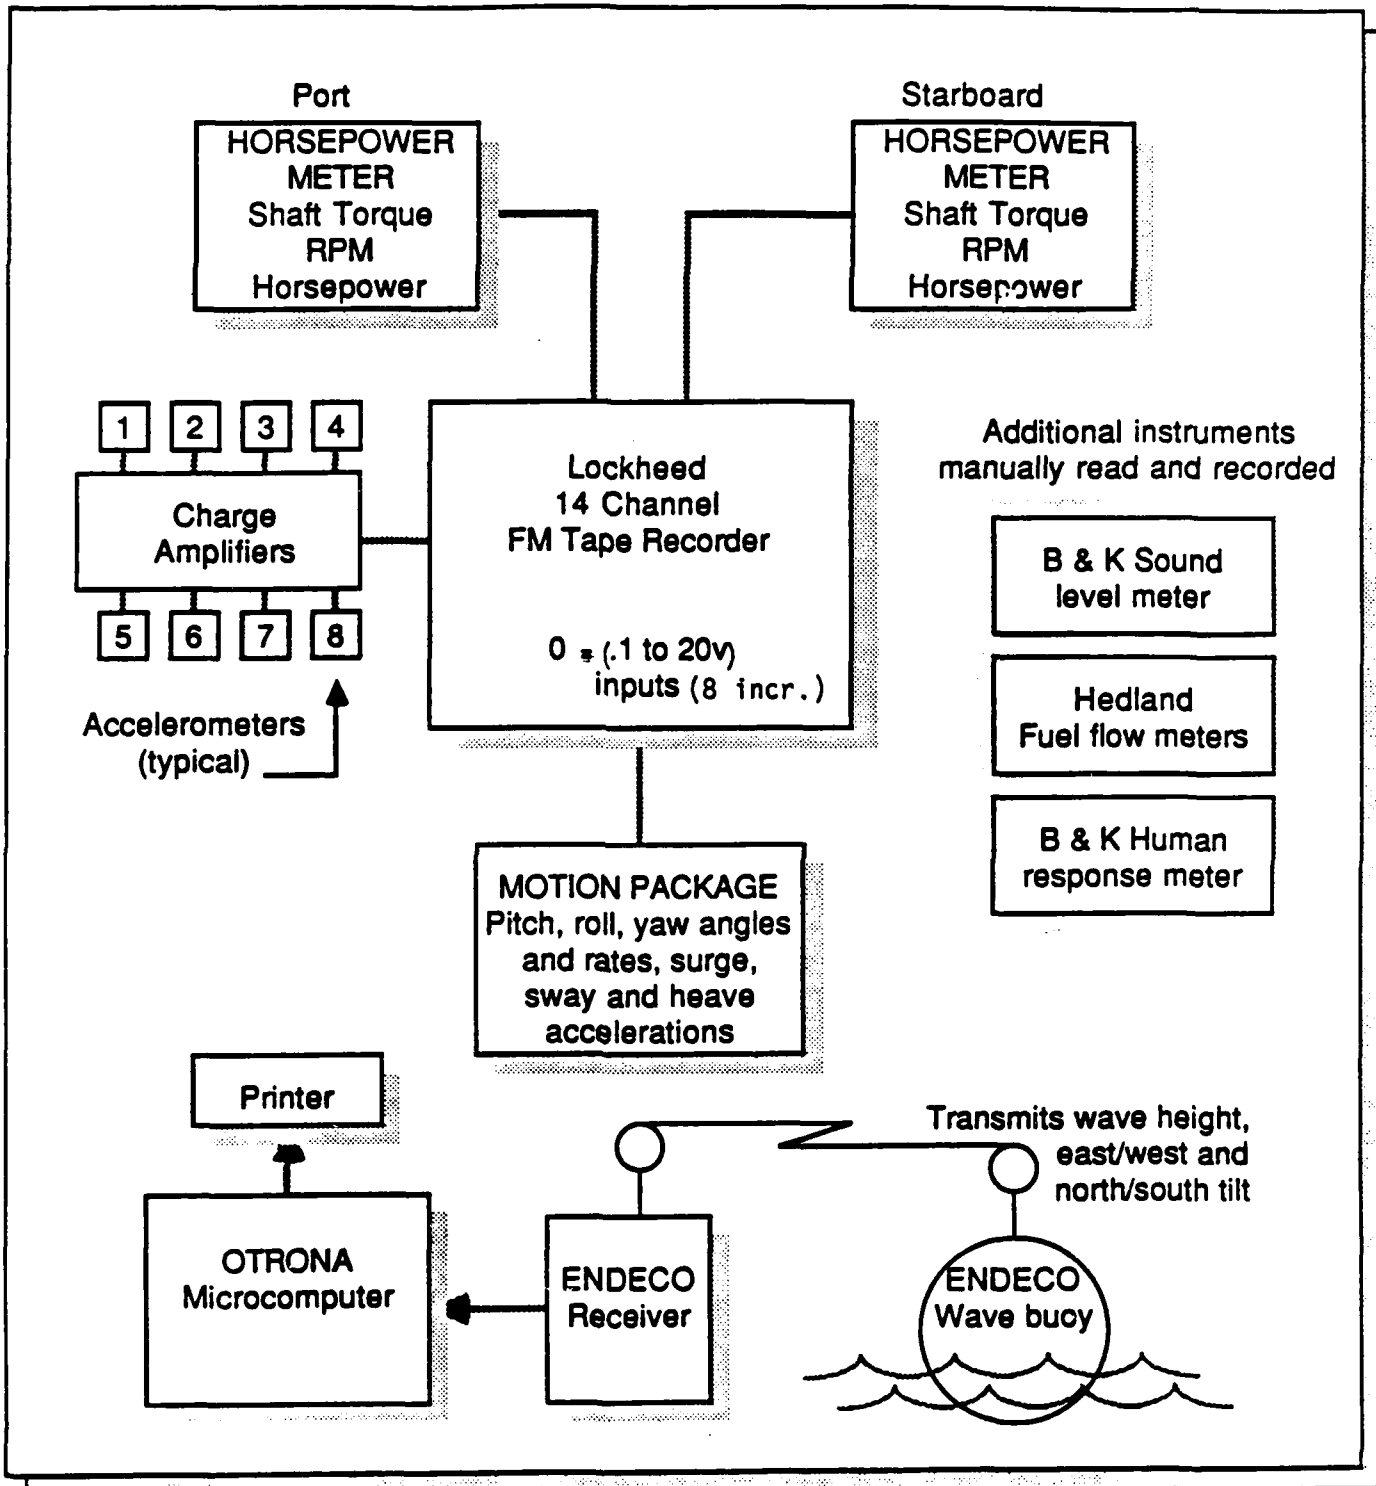 Port
HORSEPOWER
METER
Shaft Torque
RPM
Horsepower
Starboard
HORSEPOWER
METER
Shaft Torque
RPM
Horsepower
1 2 3 4
Charge
Amplifiers
5 6 7 8
Accelerometers
(typical)
Lockheed
14 Channel
FM Tape Recorder
0 = (.1 to 20v)
inputs (8 incr.)
Additional instruments
manually read and recorded
B & K Sound
level meter
Hedland
Fuel flow meters
B & K Human
response meter
MOTION PACKAGE
Pitch, roll, yaw angles
and rates, surge,
sway and heave
accelerations
Printer
OTRONA
Microcomputer
ENDECO
Receiver
Transmits wave height,
east/west and
north/south tilt
ENDECO
Wave buoy